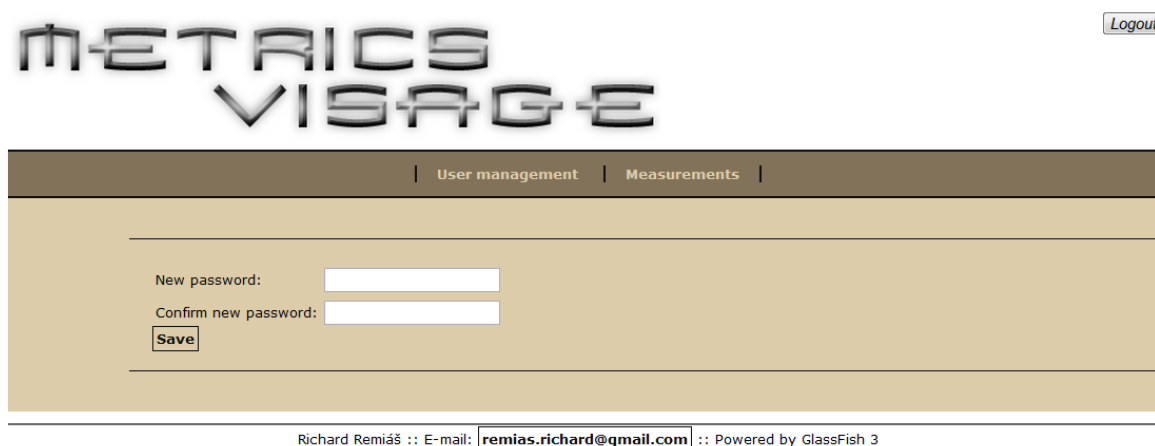 METRICS
VISAGE
Logout
| User management | Measurements |
New password:
Confirm new password:
Save
Richard Remiáš :: E-mail: remias.richard@gmail.com :: Powered by GlassFish 3